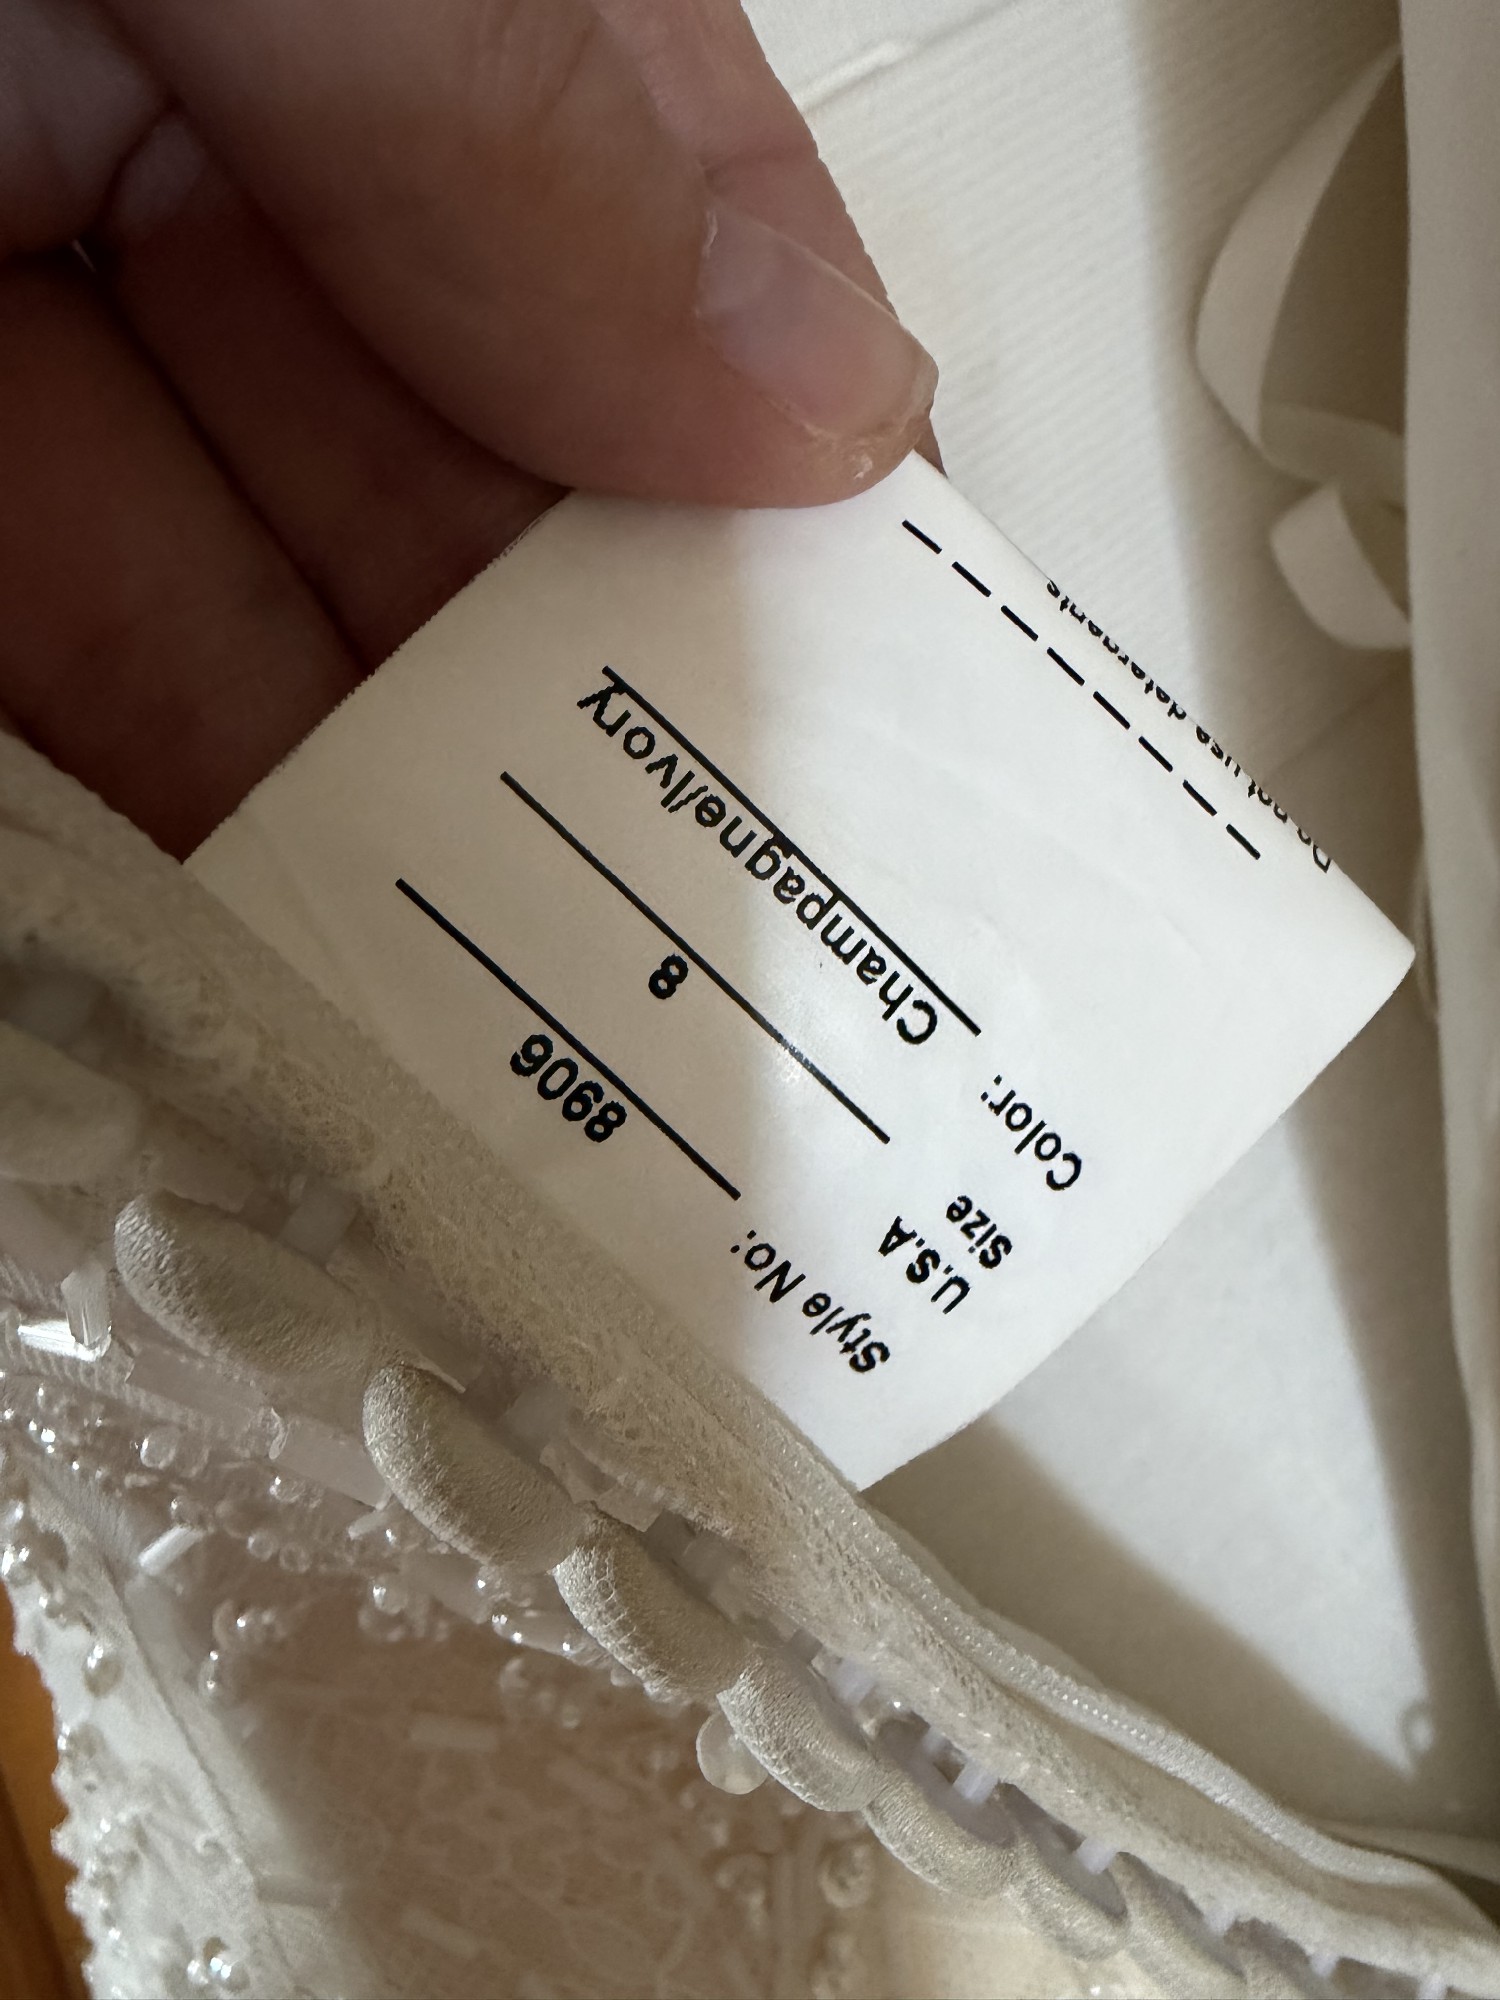 Style No: 8906
U.S.A
Size 8
Color: Champagne/Ivory
Do not use detergents